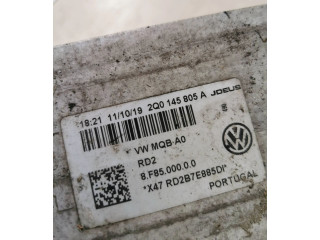 18:21 11/10/19 2Q0 145 805 A JDEUS
VW MQB A0
RD2
8.F85.000.0.0
*X47 RD2B7E885DI*
PORTUGAL